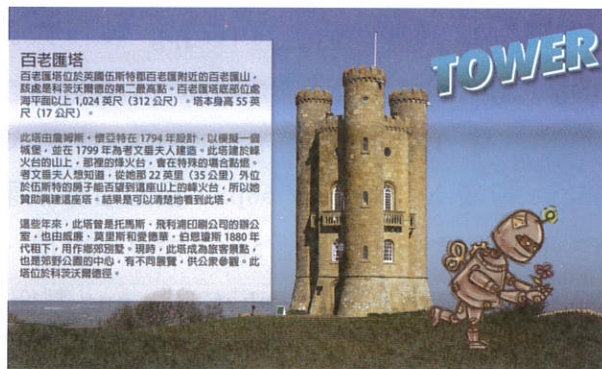 百老匯塔
百老匯塔位於英國伍斯特郡百老匯附近的百老匯山，
該處是科茨沃爾德的第二最高點。百老匯塔底部位處
海平面以上 1,024 英尺（312 公尺）。塔本身高 55 英
尺（17 公尺）。
此塔由詹姆斯．懷亞特在 1794 年設計，以模擬一個
城堡，並在 1799 年為考文垂夫人建造。此塔建於烽
火台的山上，那裡的烽火台，會在特殊的場合點燃。
考文垂夫人想知道，從她那 22 英里（35 公里）外位
於伍斯特的房子能否望到這座山上的烽火台，所以她
贊助興建這座塔。結果是可以清楚地看到此塔。
這些年來，此塔曾是托馬斯．飛利浦印刷公司的辦公
室，也由威廉．莫里斯和愛德華．伯恩瓊斯 1880 年
代租下，用作鄉郊別墅。現時，此塔成為旅客景點，
也是郊野公園的中心，有不同展覽，供公眾參觀。此
塔位於科茨沃爾德徑。
TOWER